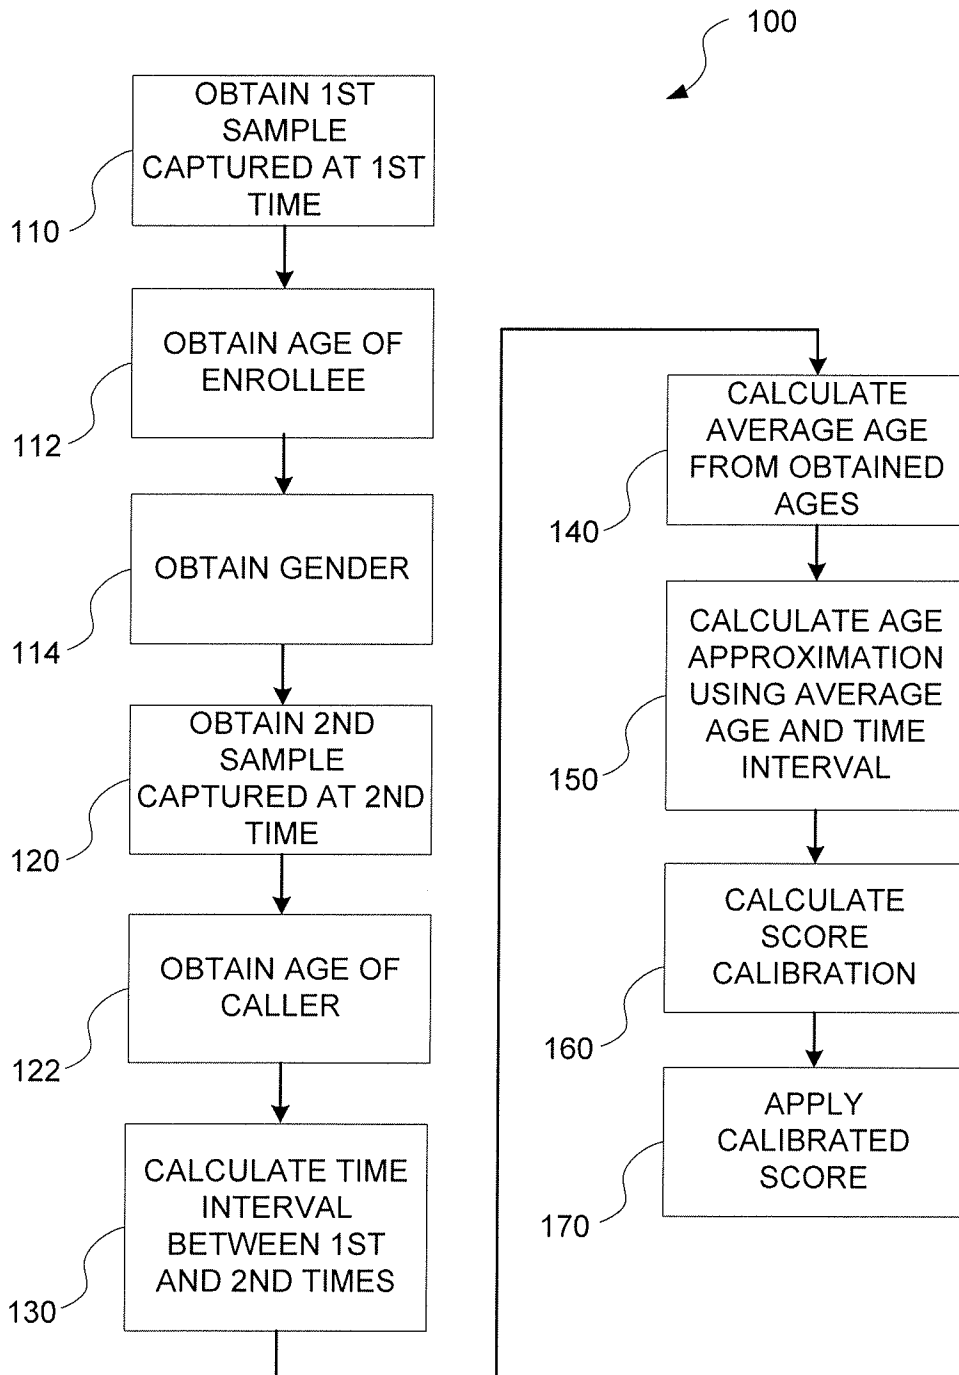 100
OBTAIN 1ST
SAMPLE
CAPTURED AT 1ST
TIME
110
OBTAIN AGE OF
ENROLLEE
112
OBTAIN GENDER
114
OBTAIN 2ND
SAMPLE
CAPTURED AT 2ND
TIME
120
OBTAIN AGE OF
CALLER
122
CALCULATE TIME
INTERVAL
BETWEEN 1ST
AND 2ND TIMES
130
CALCULATE
AVERAGE AGE
FROM OBTAINED
AGES
140
CALCULATE AGE
APPROXIMATION
USING AVERAGE
AGE AND TIME
INTERVAL
150
CALCULATE
SCORE
CALIBRATION
160
APPLY
CALIBRATED
SCORE
170